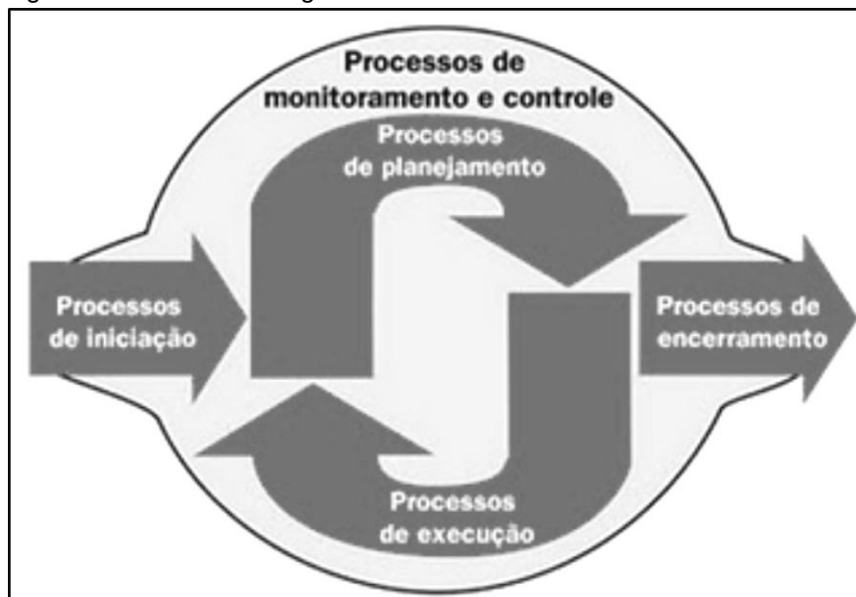 Processos de
monitoramento e controle
Processos
de planejamento
Processos
de iniciação
Processos de
encerramento
Processos
de execução